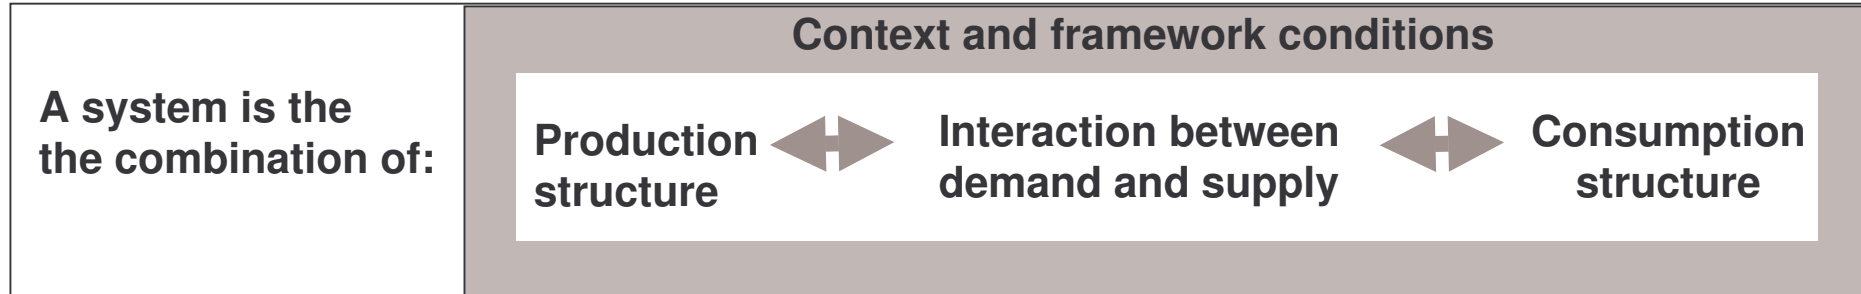 Context and framework conditions
A system is the
the combination of:
Production
structure
Interaction between
demand and supply
Consumption
structure